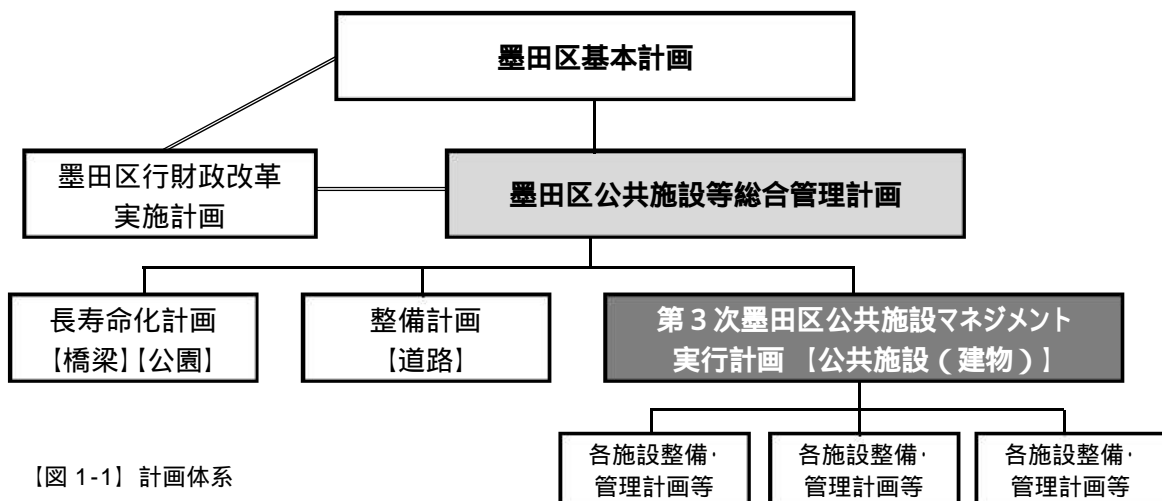 墨田区基本計画
墨田区行財政改革
実施計画
墨田区公共施設等総合管理計画
長寿命化計画
【橋梁】【公園】
整備計画
【道路】
第3次墨田区公共施設マネジメント
実行計画 【公共施設(建物)】
各施設整備・
管理計画等
各施設整備・
管理計画等
各施設整備・
管理計画等
【図 1-1】 計画体系